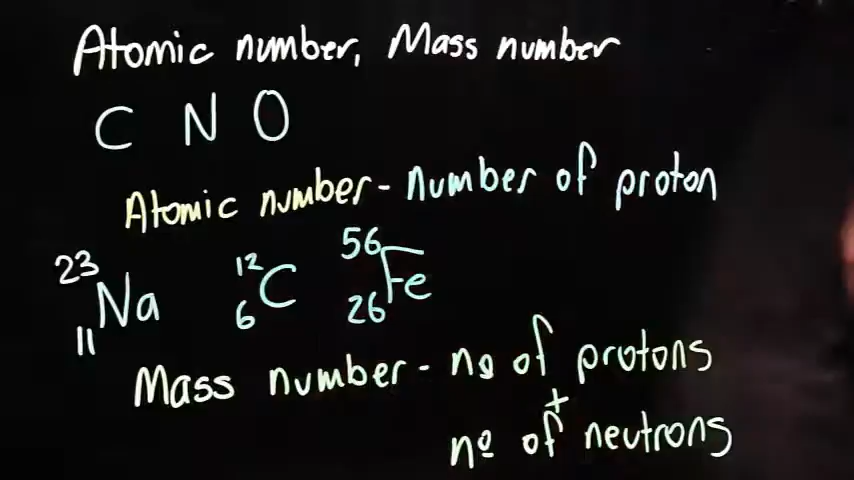 Atomic number, Mass number
C N O
Atomic number - number of proton
23 11 Na 12 6 C 56 26 Fe
Mass number - no of protons
+
no of neutrons